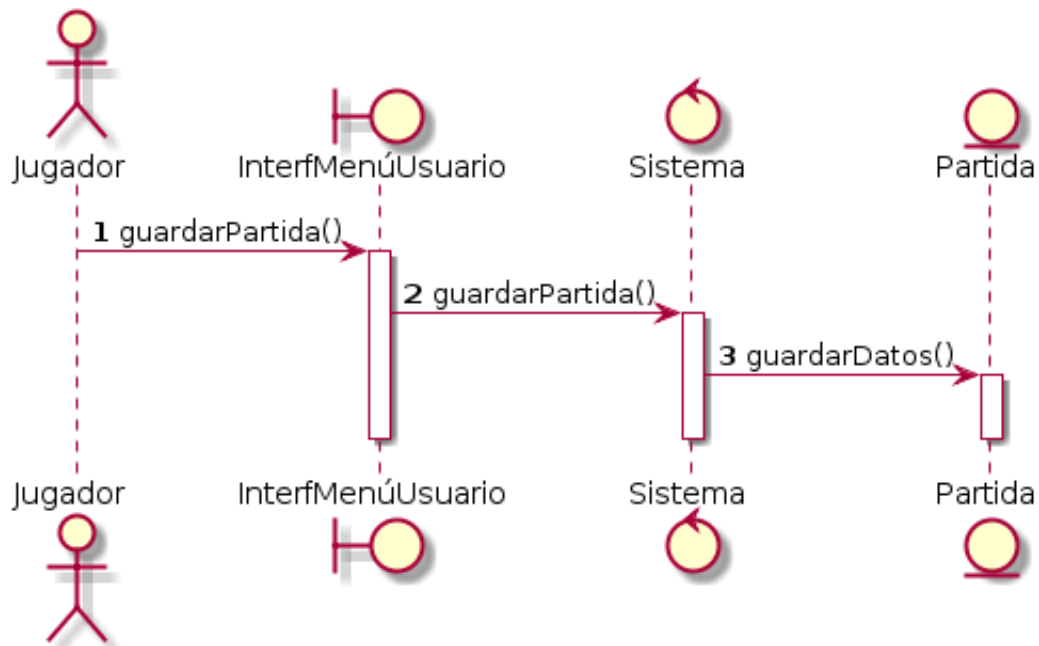 Jugador InterfMenúUsuario Sistema Partida
1 guardarPartida()
2 guardarPartida()
3 guardarDatos()
Jugador InterfMenúUsuario Sistema Partida